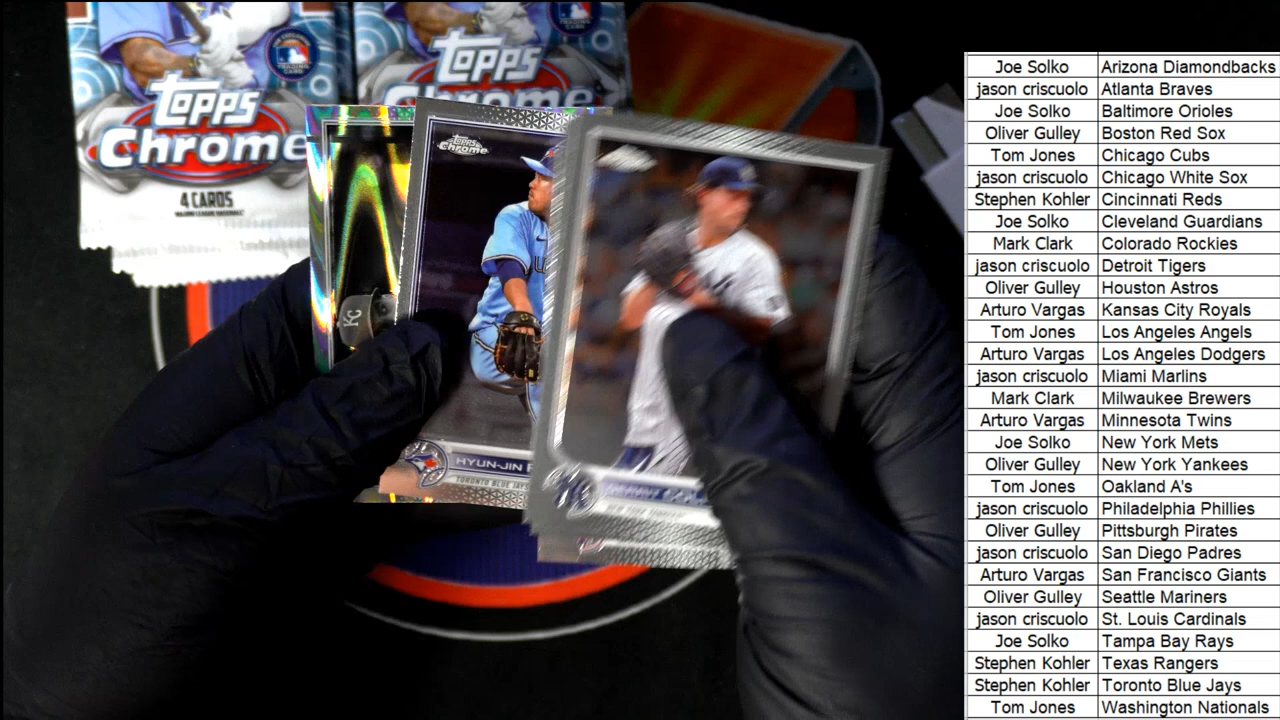 Topps
Chrome
4 CARDS
MAJOR LEAGUE BASEBALL
Topps
Chrome
Topps
Chrome
KC
HYUN-JIN
TORONTO BLUE JAYS
Joe Solko Arizona Diamondbacks
jason criscuolo Atlanta Braves
Joe Solko Baltimore Orioles
Oliver Gulley Boston Red Sox
Tom Jones Chicago Cubs
jason criscuolo Chicago White Sox
Stephen Kohler Cincinnati Reds
Joe Solko Cleveland Guardians
Mark Clark Colorado Rockies
jason criscuolo Detroit Tigers
Oliver Gulley Houston Astros
Arturo Vargas Kansas City Royals
Tom Jones Los Angeles Angels
Arturo Vargas Los Angeles Dodgers
jason criscuolo Miami Marlins
Mark Clark Milwaukee Brewers
Arturo Vargas Minnesota Twins
Joe Solko New York Mets
Oliver Gulley New York Yankees
Tom Jones Oakland A's
jason criscuolo Philadelphia Phillies
Oliver Gulley Pittsburgh Pirates
jason criscuolo San Diego Padres
Arturo Vargas San Francisco Giants
Oliver Gulley Seattle Mariners
jason criscuolo St. Louis Cardinals
Joe Solko Tampa Bay Rays
Stephen Kohler Texas Rangers
Stephen Kohler Toronto Blue Jays
Tom Jones Washington Nationals